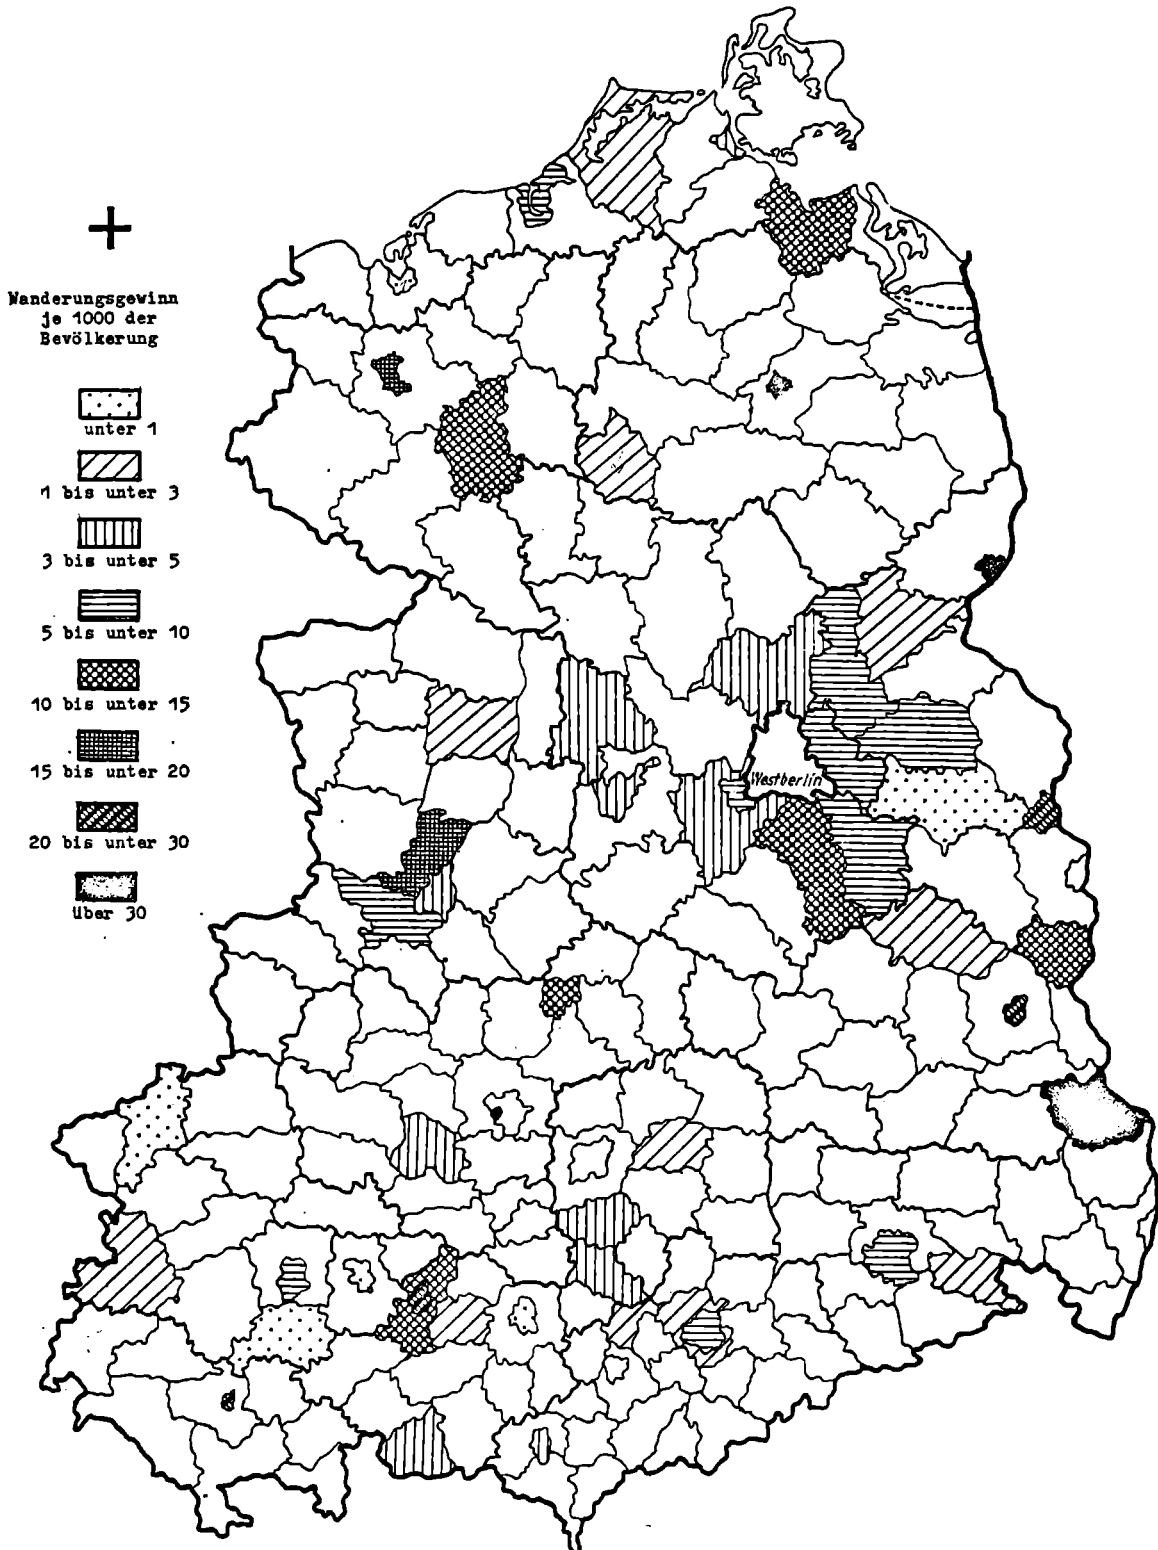 +
Wanderungsgewinn
je 1000 der
Bevölkerung
unter 1
1 bis unter 3
3 bis unter 5
5 bis unter 10
10 bis unter 15
15 bis unter 20
20 bis unter 30
über 30
Westberlin